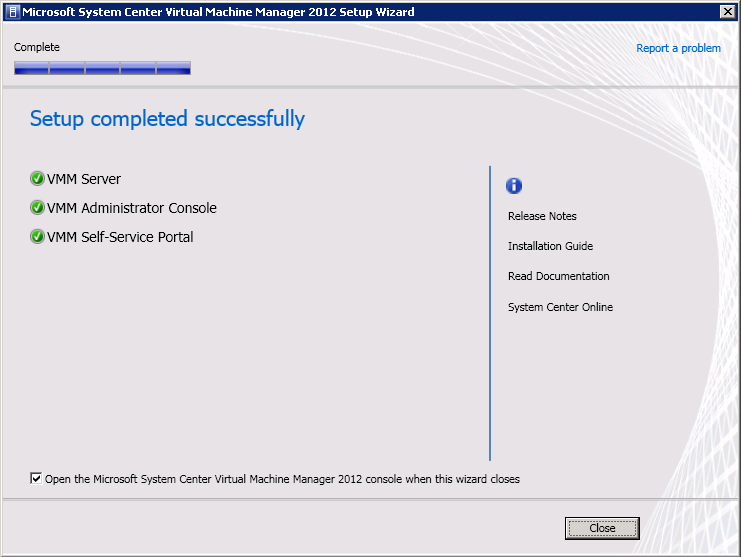 Microsoft System Center Virtual Machine Manager 2012 Setup Wizard
Complete
Report a problem
Setup completed successfully
VMM Server
VMM Administrator Console
VMM Self-Service Portal
Release Notes
Installation Guide
Read Documentation
System Center Online
Open the Microsoft System Center Virtual Machine Manager 2012 console when this wizard closes
Close